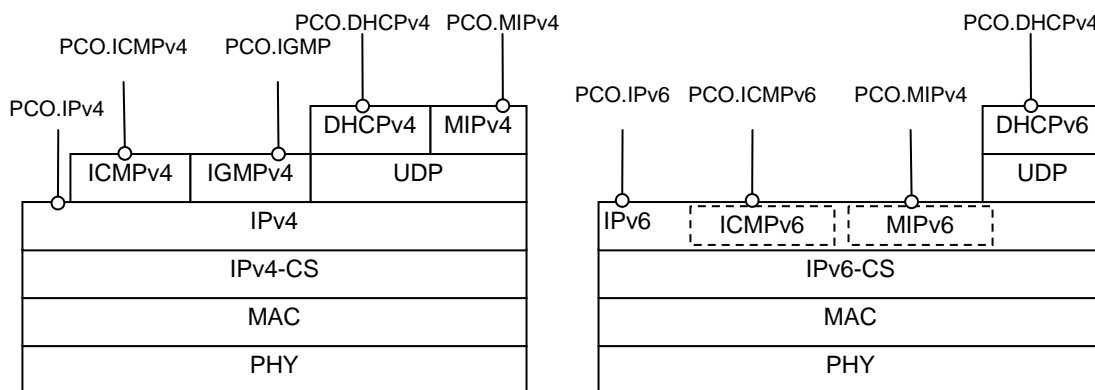 PCO.DHCPv4
PCO.MIPv4
PCO.ICMPv4
PCO.IGMP
PCO.IPv4
DHCPv4
MIPv4
ICMPv4
IGMPv4
UDP
IPv4
IPv4-CS
MAC
PHY
PCO.DHCPv4
PCO.IPv6
PCO.ICMPv6
PCO.MIPv4
DHCPv6
UDP
IPv6
ICMPv6
MIPv6
IPv6-CS
MAC
PHY